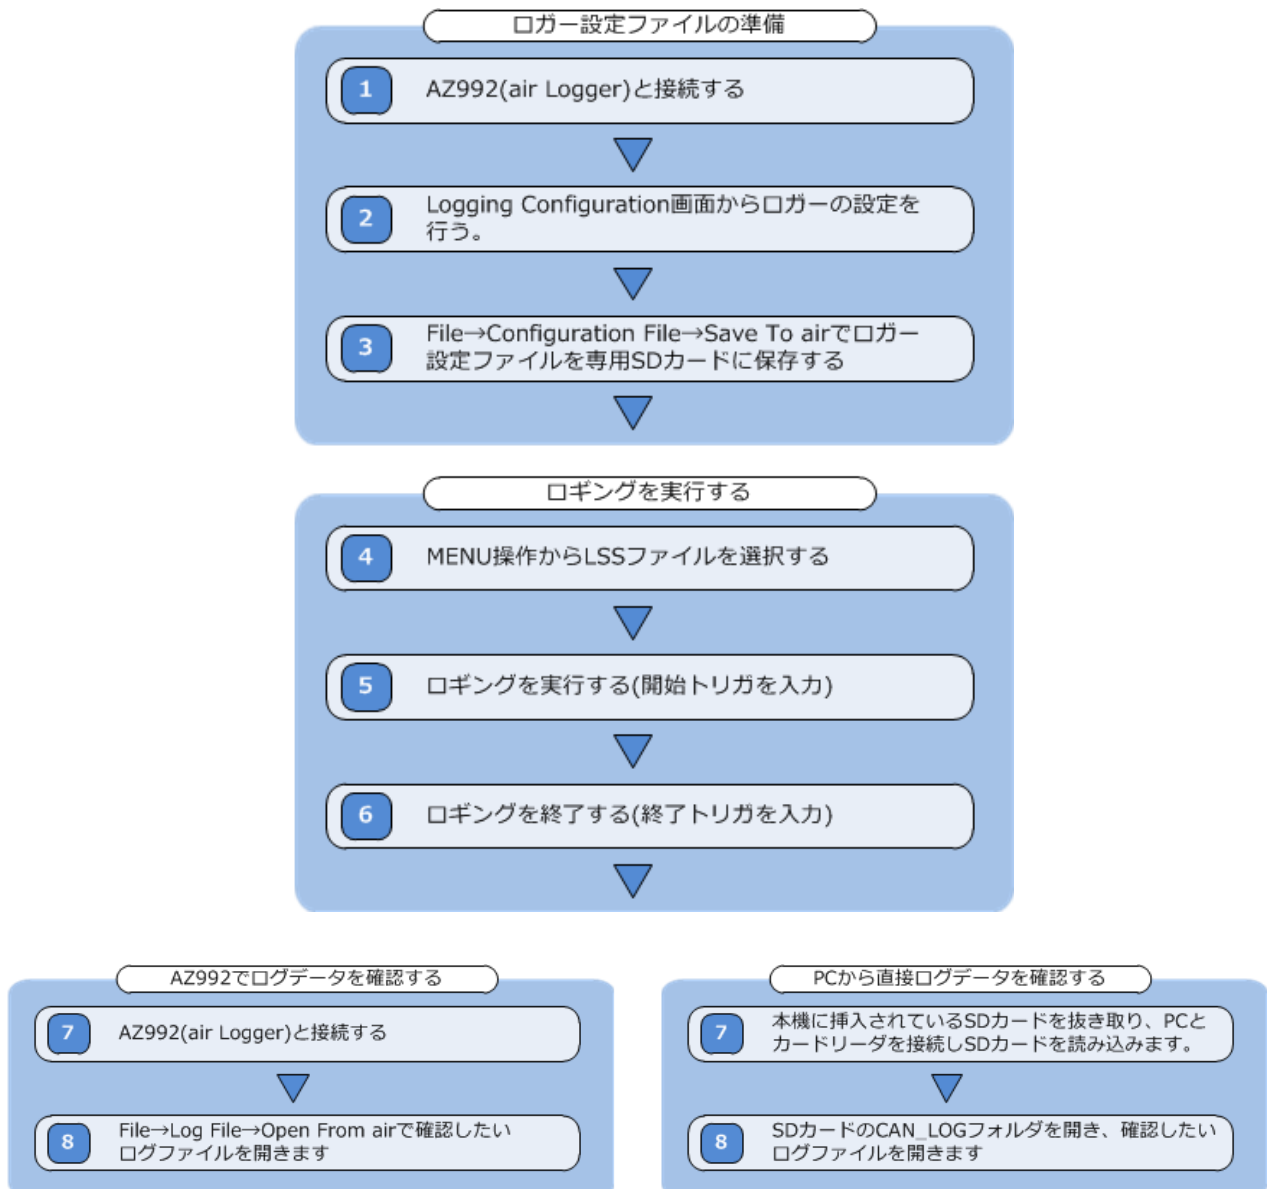 ロガー設定ファイルの準備
1
AZ992(air Logger)と接続する
2
Logging Configuration画面からロガーの設定を
行う。
3
File→Configuration File→Save To airでロガー
設定ファイルを専用SDカードに保存する
ロギングを実行する
4
MENU操作からLSSファイルを選択する
5
ロギングを実行する(開始トリガを入力)
6
ロギングを終了する(終了トリガを入力)
AZ992でログデータを確認する
7
AZ992(air Logger)と接続する
8
File→Log File→Open From airで確認したい
ログファイルを開きます
PCから直接ログデータを確認する
7
本機に挿入されているSDカードを抜き取り、PCと
カードリーダを接続しSDカードを読み込みます。
8
SDカードのCAN_LOGフォルダを開き、確認したい
ログファイルを開きます